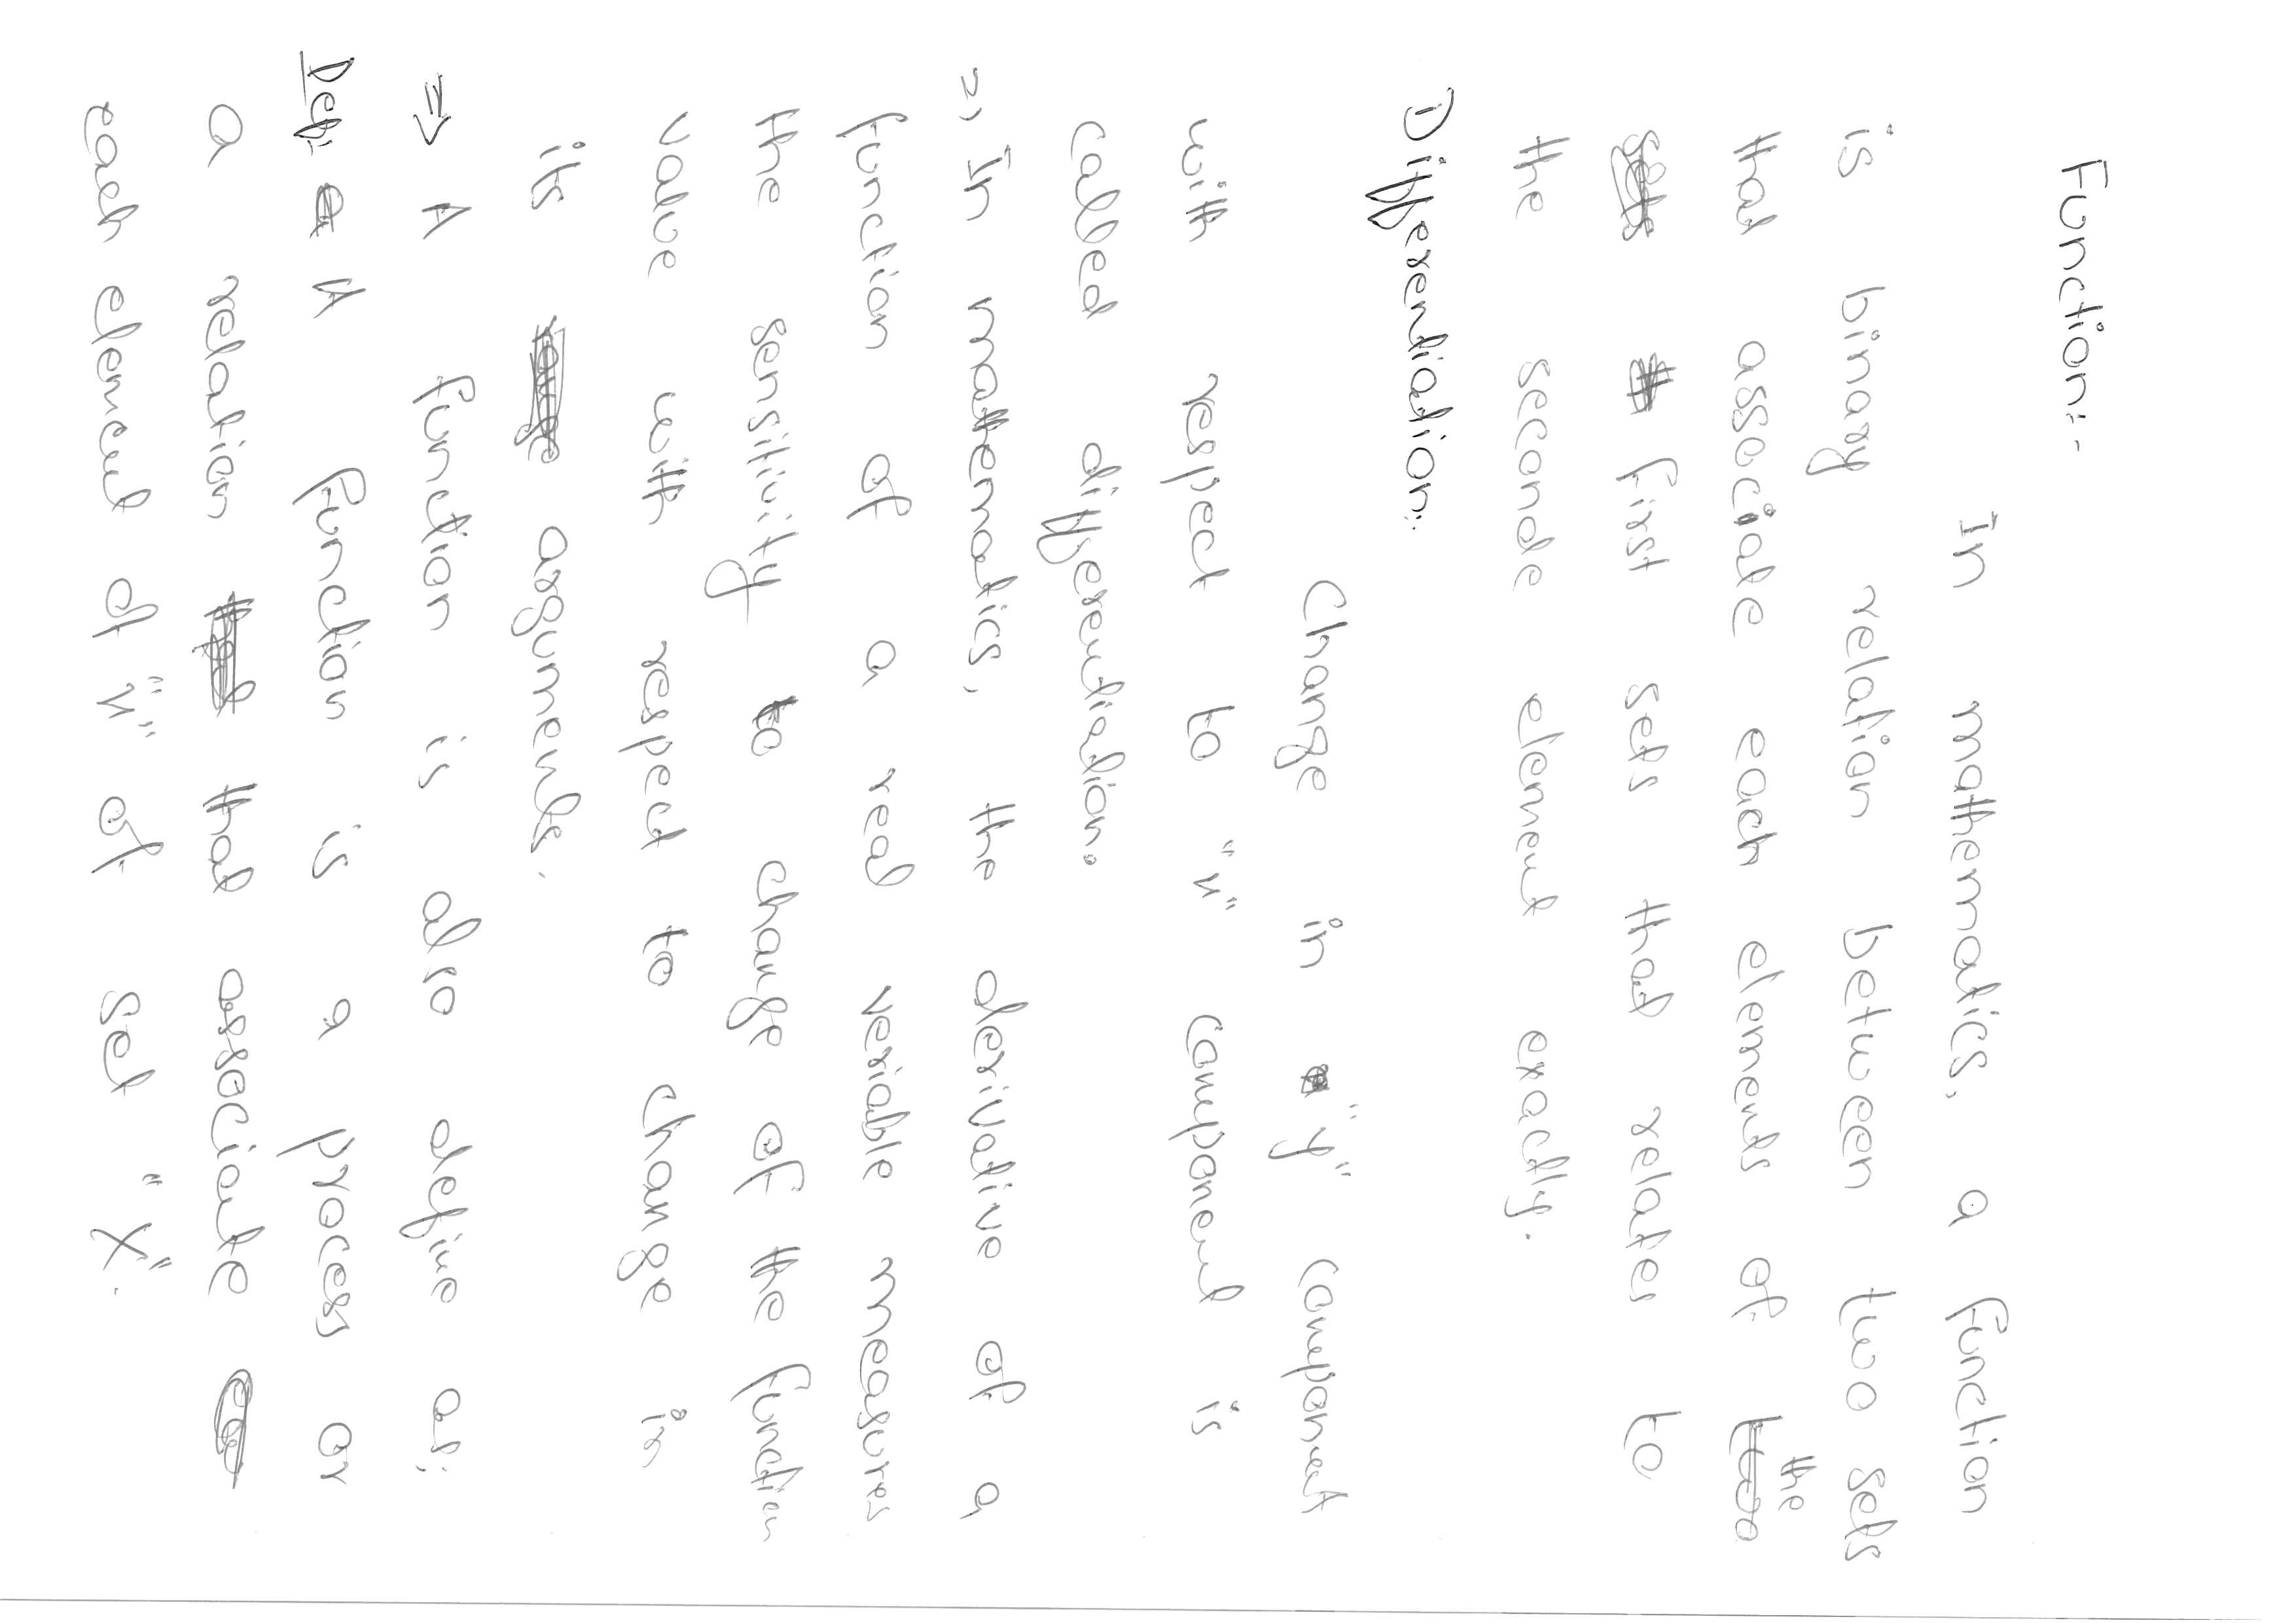 Function:-
In mathematics, a function
is binary relation between two sets
that associate each elements of the
first sets that relates to
the seconde element exactly.
Differentiation:
Change in "y" component
with respect to "x" component is
called differentiation.
=> In mathematics, the derivative of a
function of a real veriable measures
the sensitivity to change of the function
value with respect to change in
its arguments.
=> A function is also define as;
Def: A function is a process or
a relation that associate
each element of "x" of set "X".